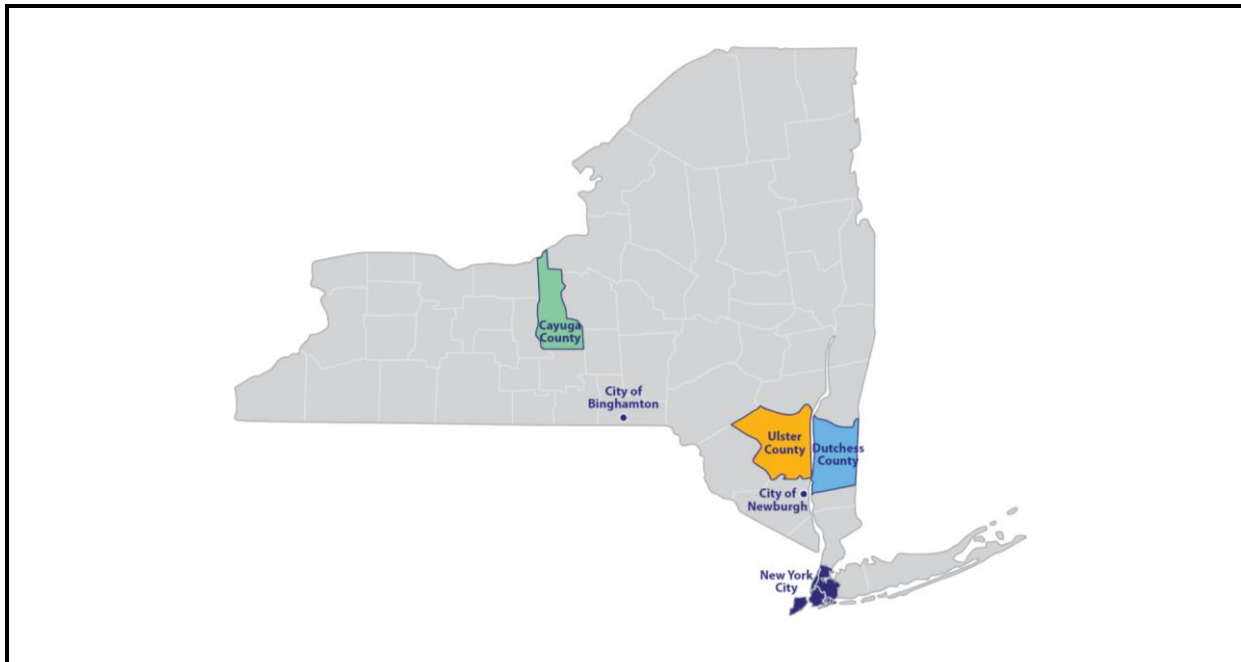 Cayuga
County
City of
Binghamton
Ulster
County
Dutchess
County
City of
Newburgh
New York
City